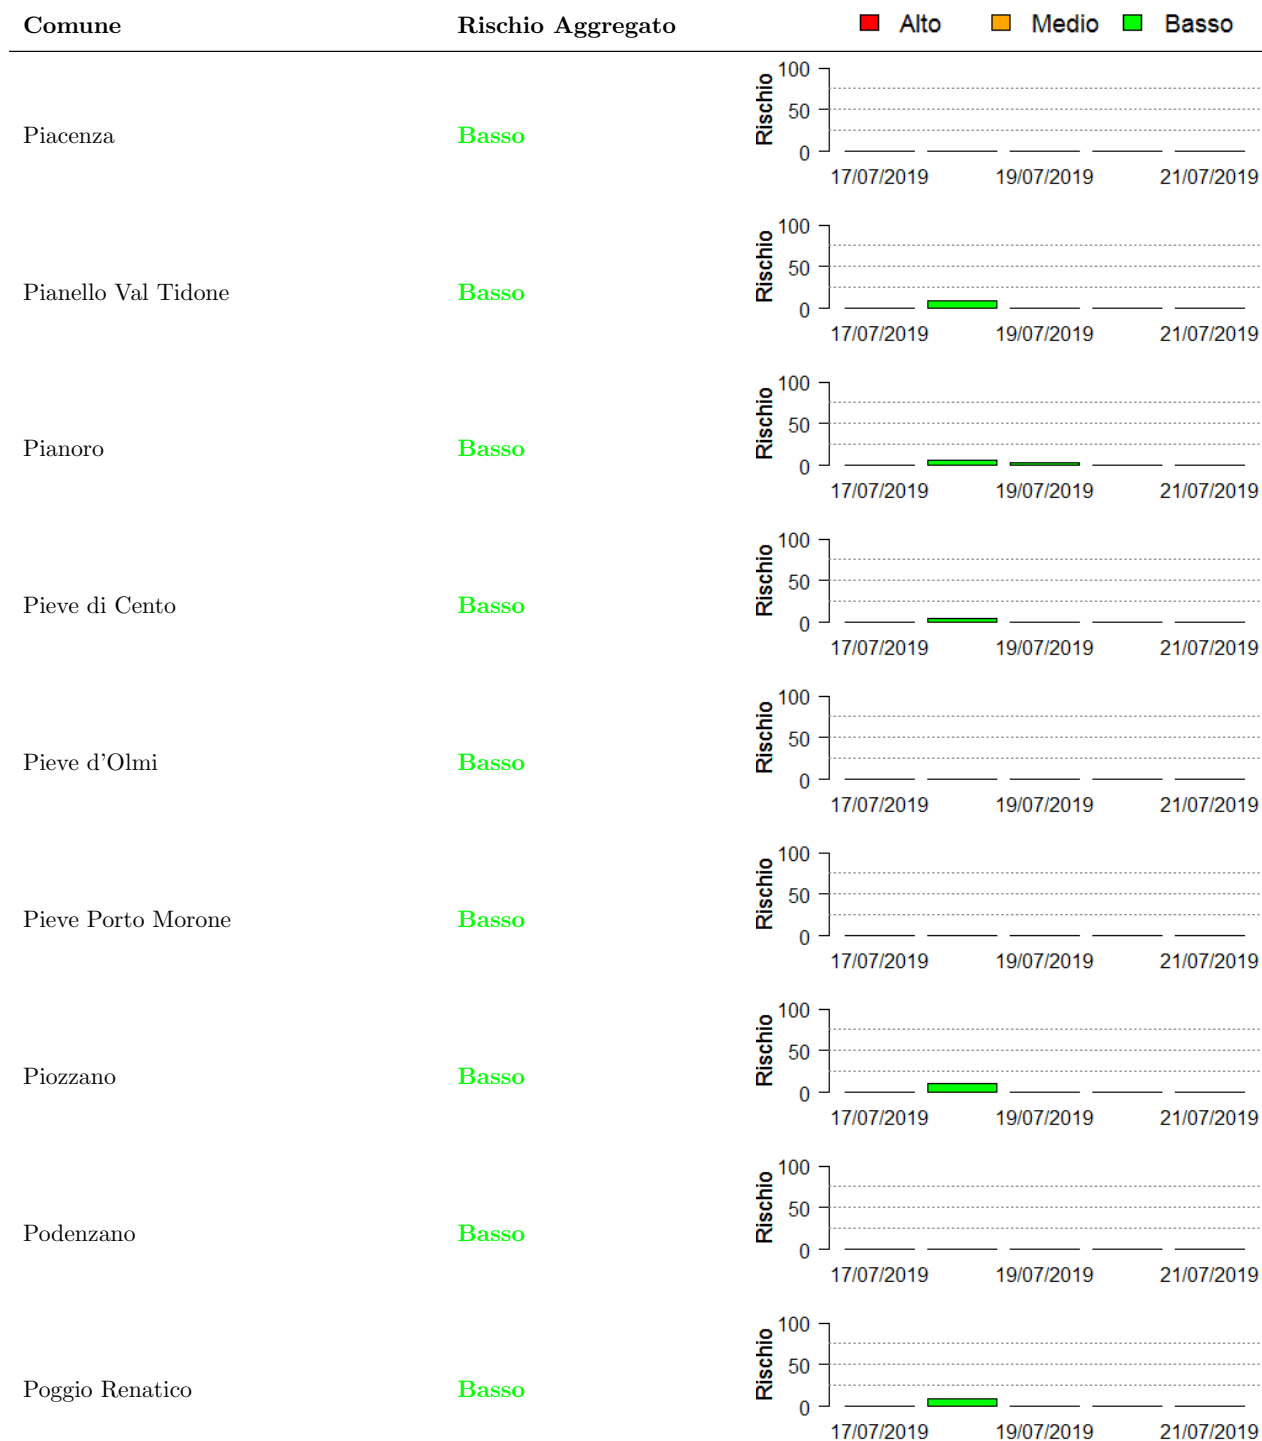 Comune Rischio Aggregato Alto Medio Basso
Piacenza Basso Rischio 100 50 0
17/07/2019 19/07/2019 21/07/2019
Pianello Val Tidone Basso Rischio 100 50 0
17/07/2019 19/07/2019 21/07/2019
Pianoro Basso Rischio 100 50 0
17/07/2019 19/07/2019 21/07/2019
Pieve di Cento Basso Rischio 100 50 0
17/07/2019 19/07/2019 21/07/2019
Pieve d'Olmi Basso Rischio 100 50 0
17/07/2019 19/07/2019 21/07/2019
Pieve Porto Morone Basso Rischio 100 50 0
17/07/2019 19/07/2019 21/07/2019
Piozzano Basso Rischio 100 50 0
17/07/2019 19/07/2019 21/07/2019
Podenzano Basso Rischio 100 50 0
17/07/2019 19/07/2019 21/07/2019
Poggio Renatico Basso Rischio 100 50 0
17/07/2019 19/07/2019 21/07/2019